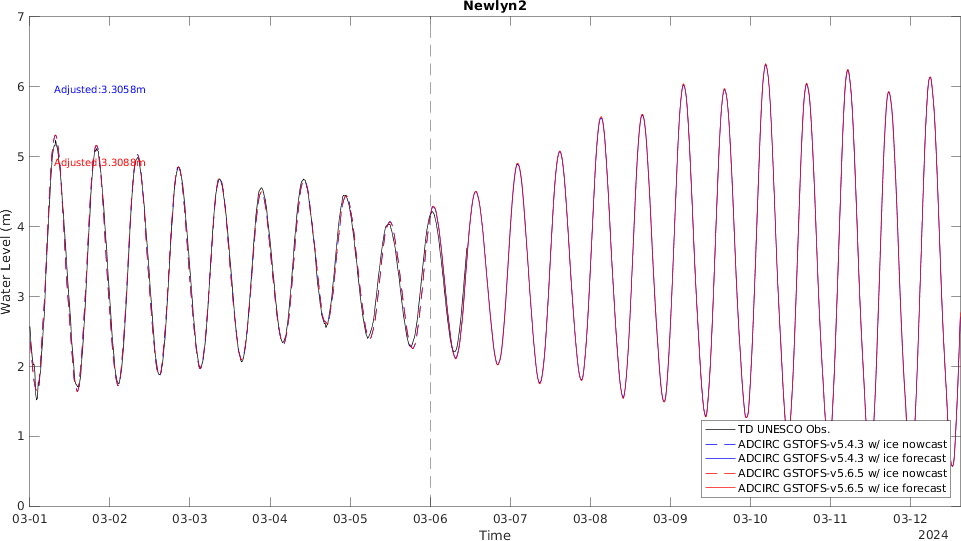 Newlyn2
7
6
5
4
3
2
1
0
Water Level (m)
Adjusted:3.3058m
Adjusted:3.3088m
TD UNESCO Obs.
ADCIRC GSTOFS-v5.4.3 w/ ice nowcast
ADCIRC GSTOFS-v5.4.3 w/ ice forecast
ADCIRC GSTOFS-v5.6.5 w/ ice nowcast
ADCIRC GSTOFS-v5.6.5 w/ ice forecast
03-01 03-02 03-03 03-04 03-05 03-06 03-07 03-08 03-09 03-10 03-11 03-12
Time
2024